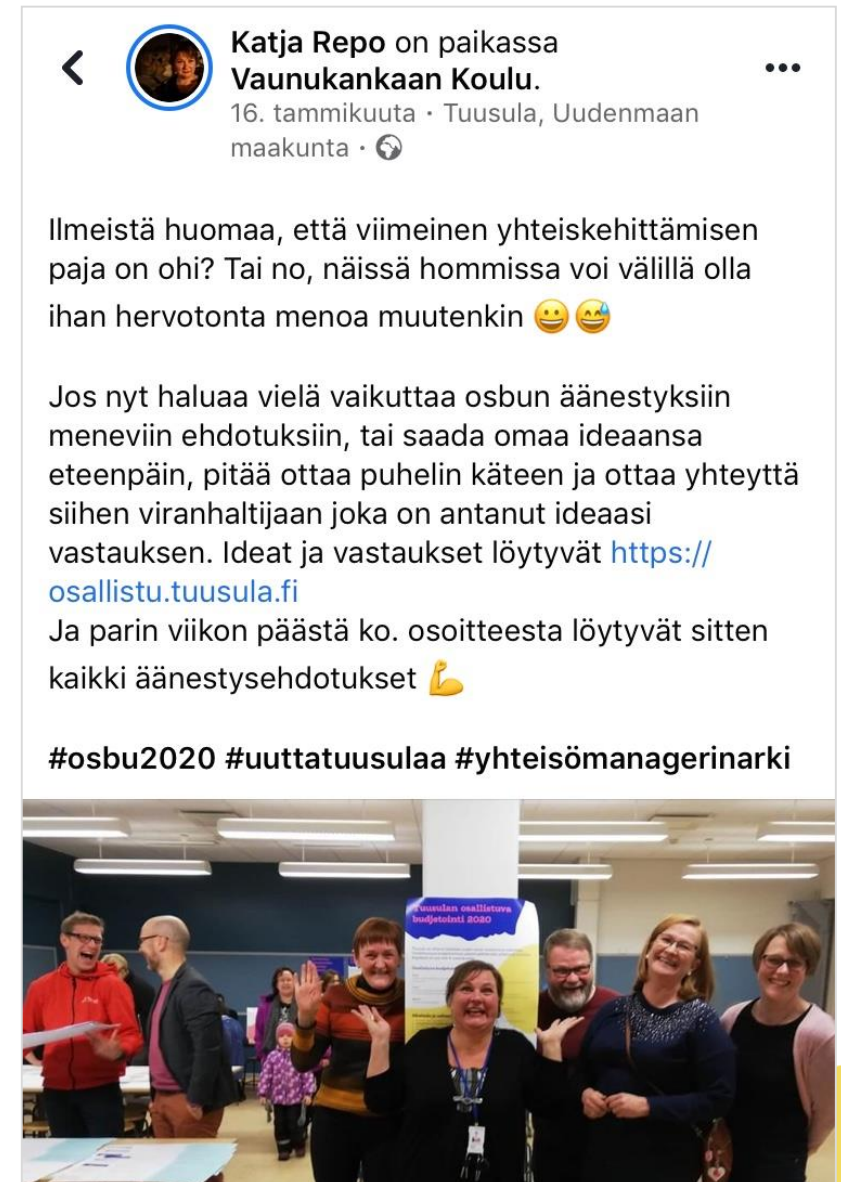 Katja Repo on paikassa
Vaunukankaan Koulu.
16. tammikuuta · Tuusula, Uudenmaan
maakunta ·
Ilmeistä huomaa, että viimeinen yhteiskehittämisen
paja on ohi? Tai no, näissä hommissa voi välillä olla
ihan hervotonta menoa muutenkin 😀😅
Jos nyt haluaa vielä vaikuttaa osbun äänestyksiin
meneviin ehdotuksiin, tai saada omaa ideaansa
eteenpäin, pitää ottaa puhelin käteen ja ottaa yhteyttä
siihen viranhaltijaan joka on antanut ideaasi
vastauksen. Ideat ja vastaukset löytyvät https://
osallistu.tuusula.fi
Ja parin viikon päästä ko. osoitteesta löytyvät sitten
kaikki äänestysehdotukset 💪
#osbu2020 #uuttatuusulaa #yhteisömanagerinarki
Tuusulan osallistuva
budjetointi 2020